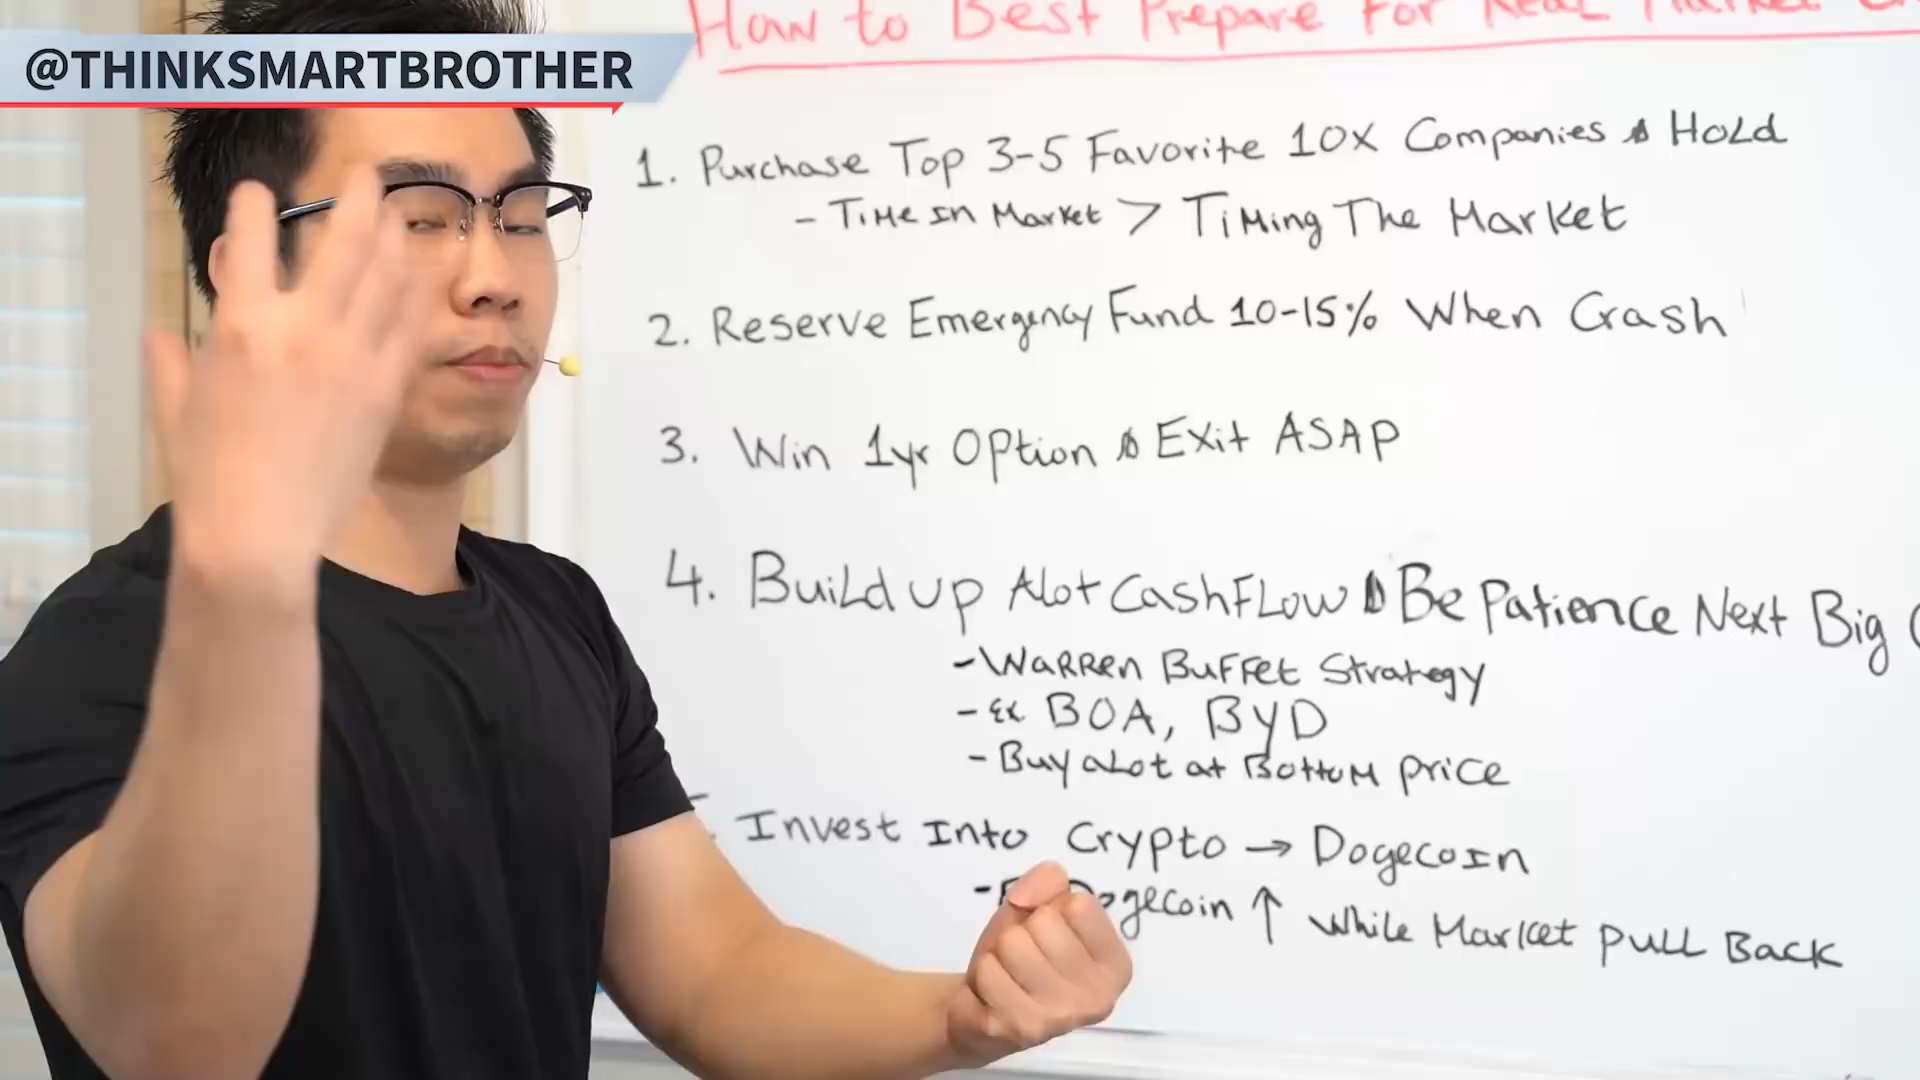 @THINKSMARTBROTHER
How to Best Prepare For Real Market
1. Purchase Top 3-5 Favorite 10X Companies & Hold
- Time in Market > Timing The Market
2. Reserve Emergency Fund 10-15% When Crash
3. Win 1yr Option & Exit ASAP
4. Build up Alot CashFlow & Be Patience Next Big
- Warren Buffet Strategy
- Ex BOA, BYD
- Buy alot at Bottom price
Invest Into Crypto → Dogecoin
- ogecoin ↑ While Market Pull Back